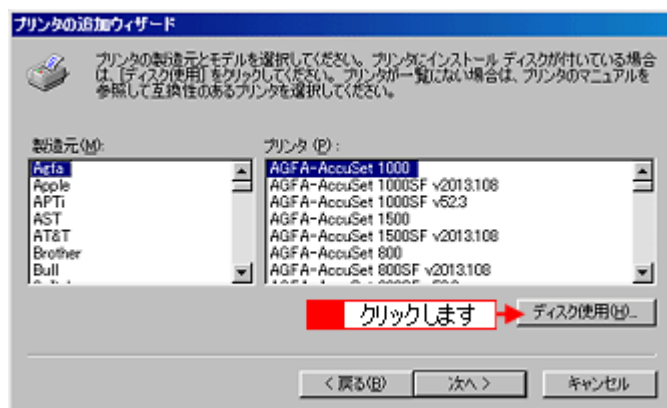 プリンタの追加ウィザード
プリンタの製造元とモデルを選択してください。プリンタにインストール ディスクが付いている場合
は、[ディスク使用] をクリックしてください。プリンタが一覧にない場合は、プリンタのマニュアルを
参照して互換性のあるプリンタを選択してください。
製造元(M):
Agfa
Apple
APTi
AST
AT&T
Brother
Bull
プリンタ(P):
AGFA-AccuSet 1000
AGFA-AccuSet 1000SF v2013.108
AGFA-AccuSet 1000SF v52.3
AGFA-AccuSet 1500
AGFA-AccuSet 1500SF v2013.108
AGFA-AccuSet 800
AGFA-AccuSet 800SF v2013.108
クリックします
ディスク使用(H)...
< 戻る(B)
次へ >
キャンセル